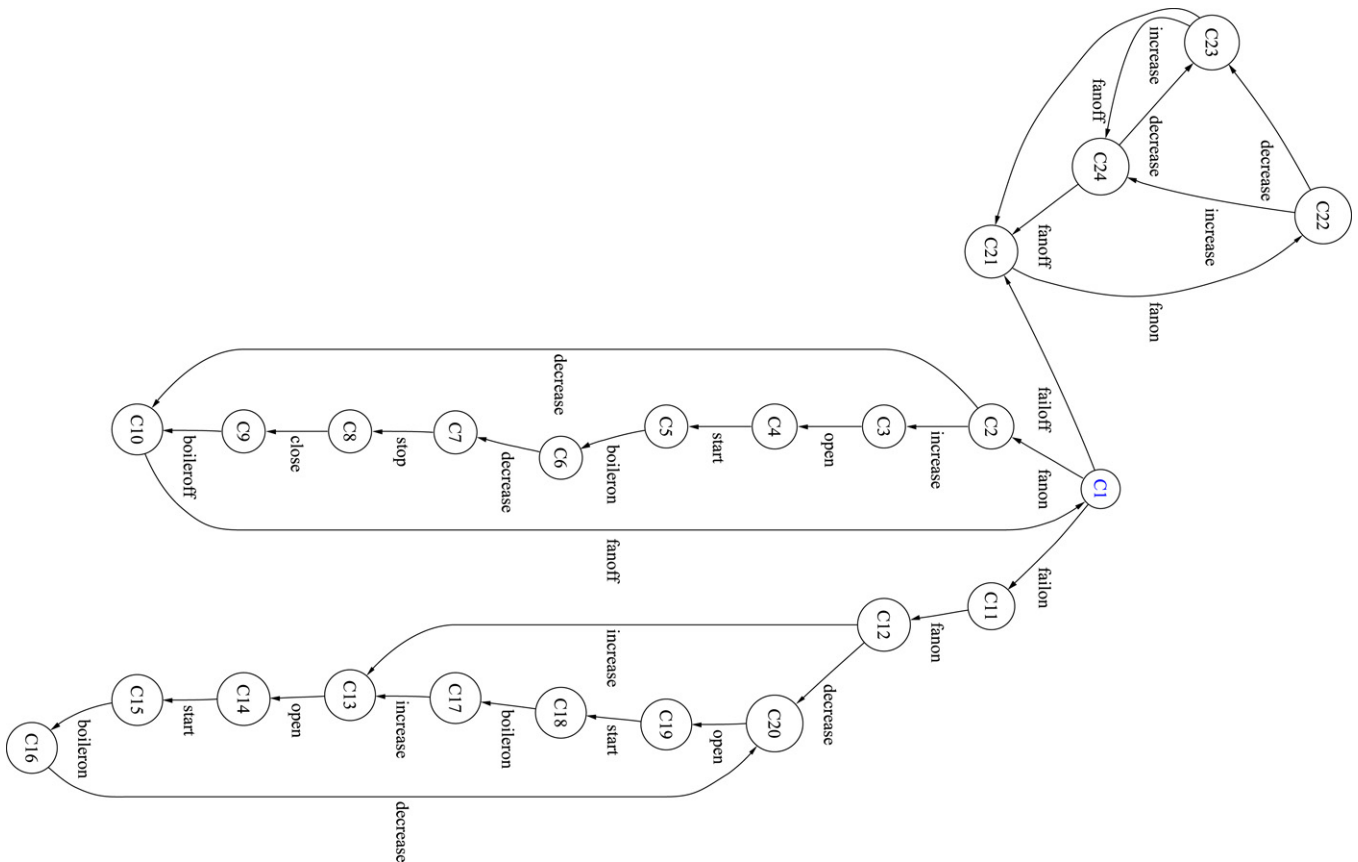 C1
failoff
fanon
failon
C21
C2
C11
fanon
increase
fanon
C22
C3
C12
decrease
increase
open
increase
decrease
C23
C24
C4
C20
increase
decrease
start
open
fanoff
fanoff
C5
C19
boileron
start
C6
C18
decrease
boileron
C7
C17
stop
increase
C8
C13
close
open
C9
C14
boileroff
start
C10
C15
decrease
fanoff
boileron
C16
decrease